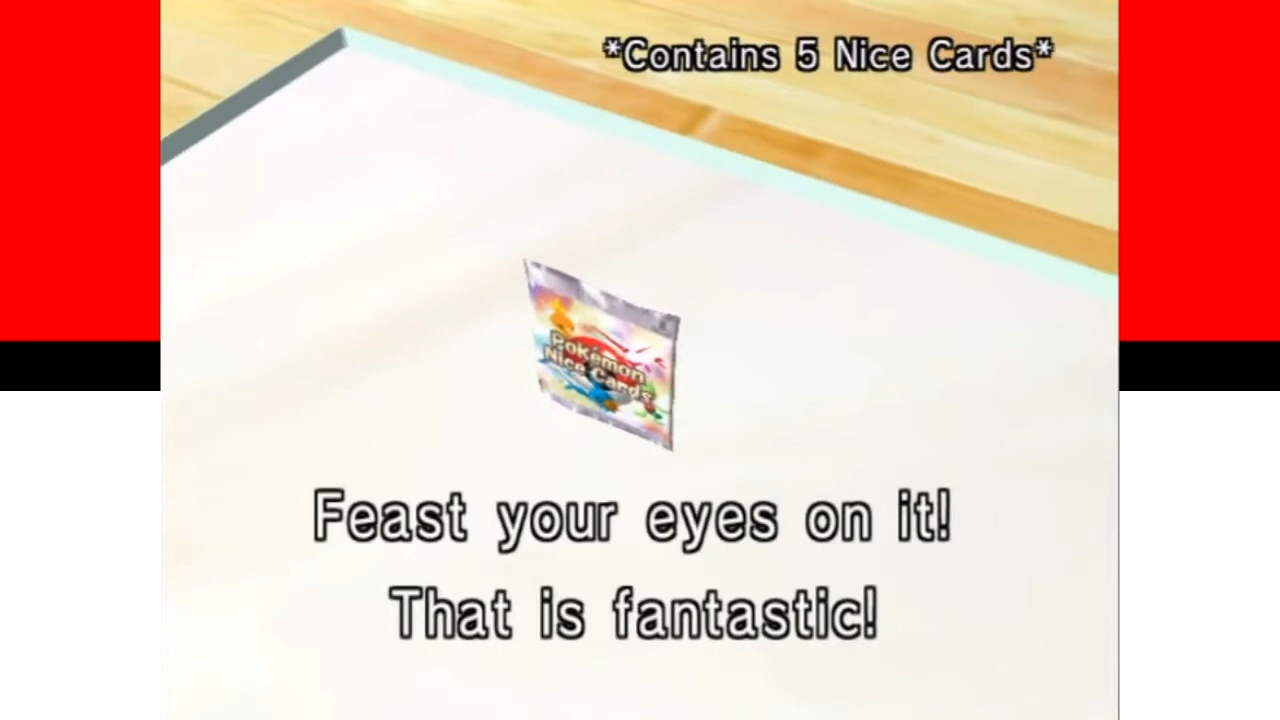 *Contains 5 Nice Cards*
Pokémon
Nice Cards
Feast your eyes on it!
That is fantastic!